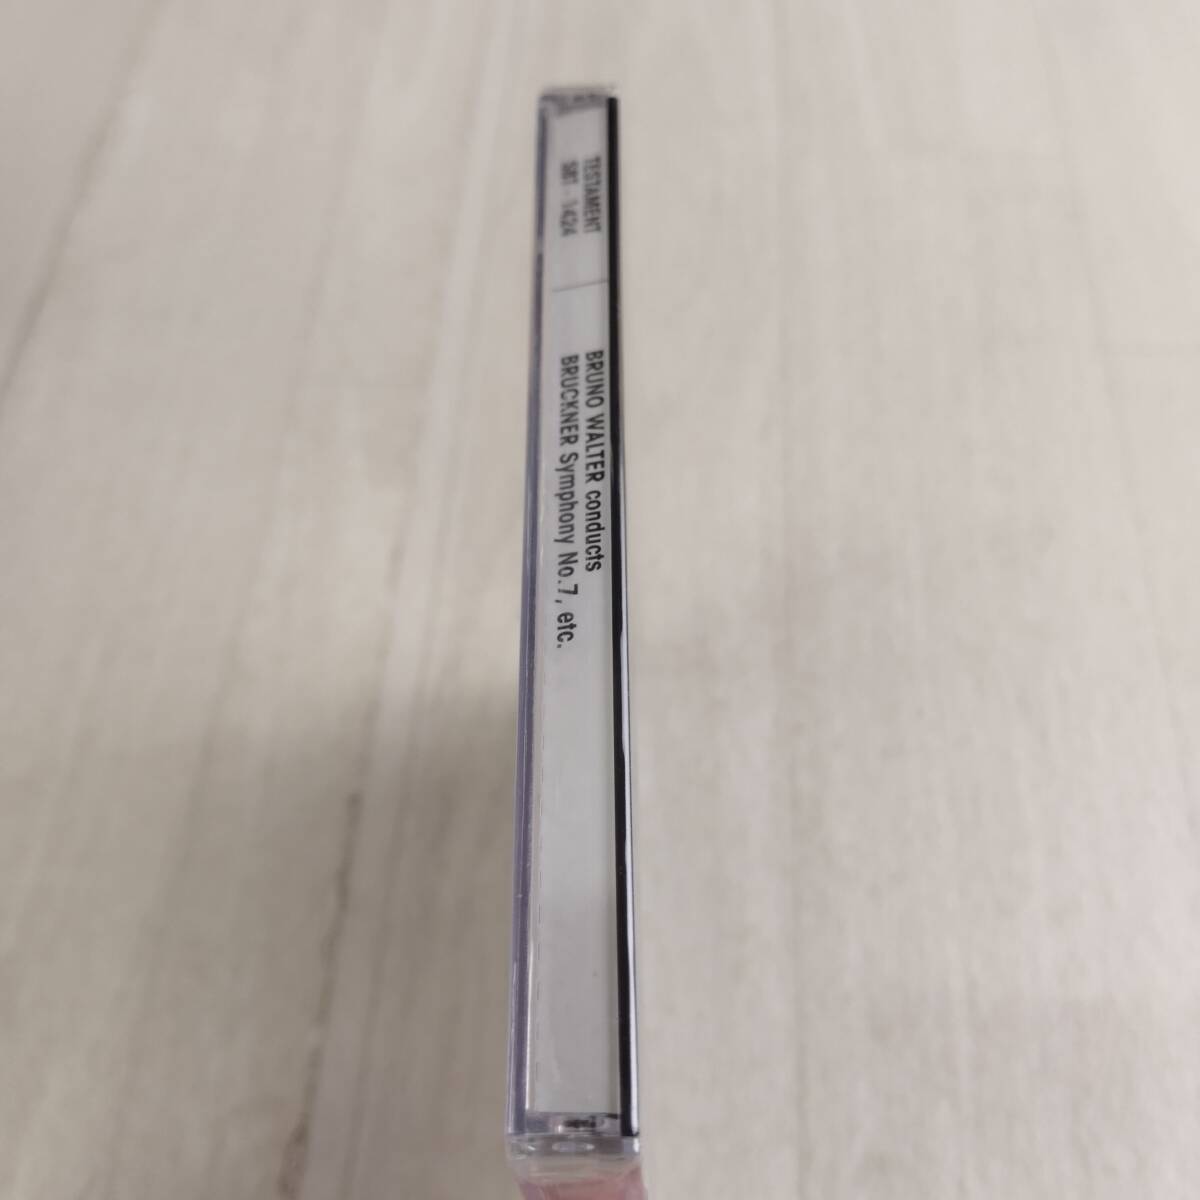 TESTAMENT
SBT · 1424
BRUNO WALTER conducts
BRUCKNER Symphony No.7, etc.